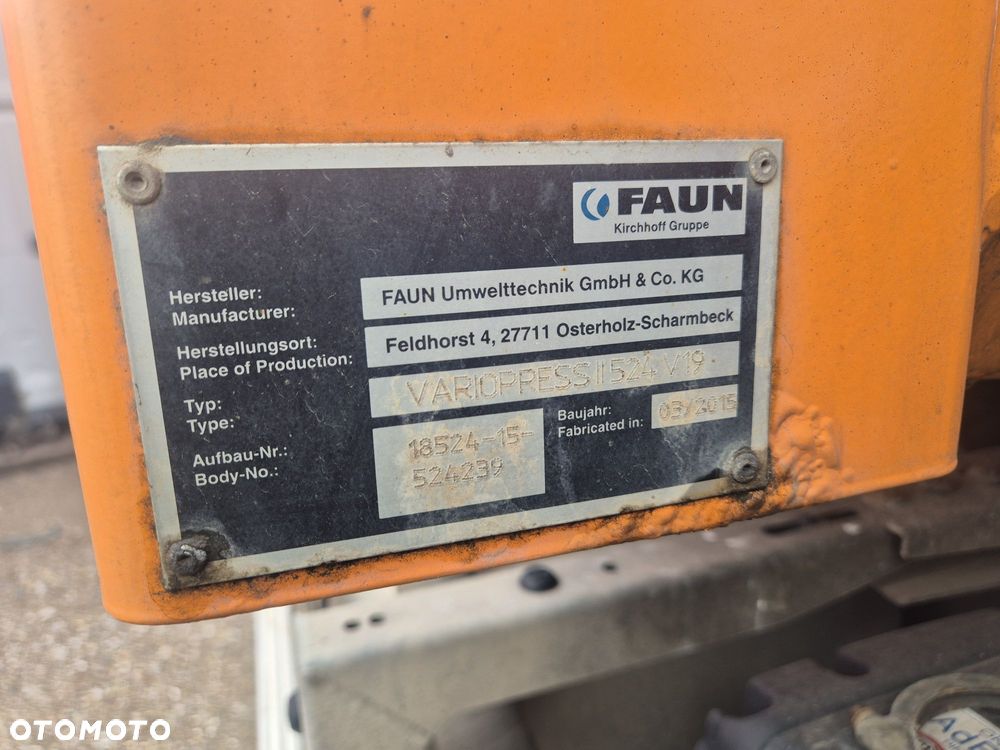 FAUN
Kirchhoff Gruppe
Hersteller:
Manufacturer:
FAUN Umwelttechnik GmbH & Co. KG
Herstellungsort:
Place of Production:
Feldhorst 4, 27711 Osterholz-Scharmbeck
Typ:
Type:
VARIOPRESS II 524 V19
Aufbau-Nr.:
Body-No.:
18524-15-
524239
Baujahr:
Fabricated in:
03/2015
OTOMOTO